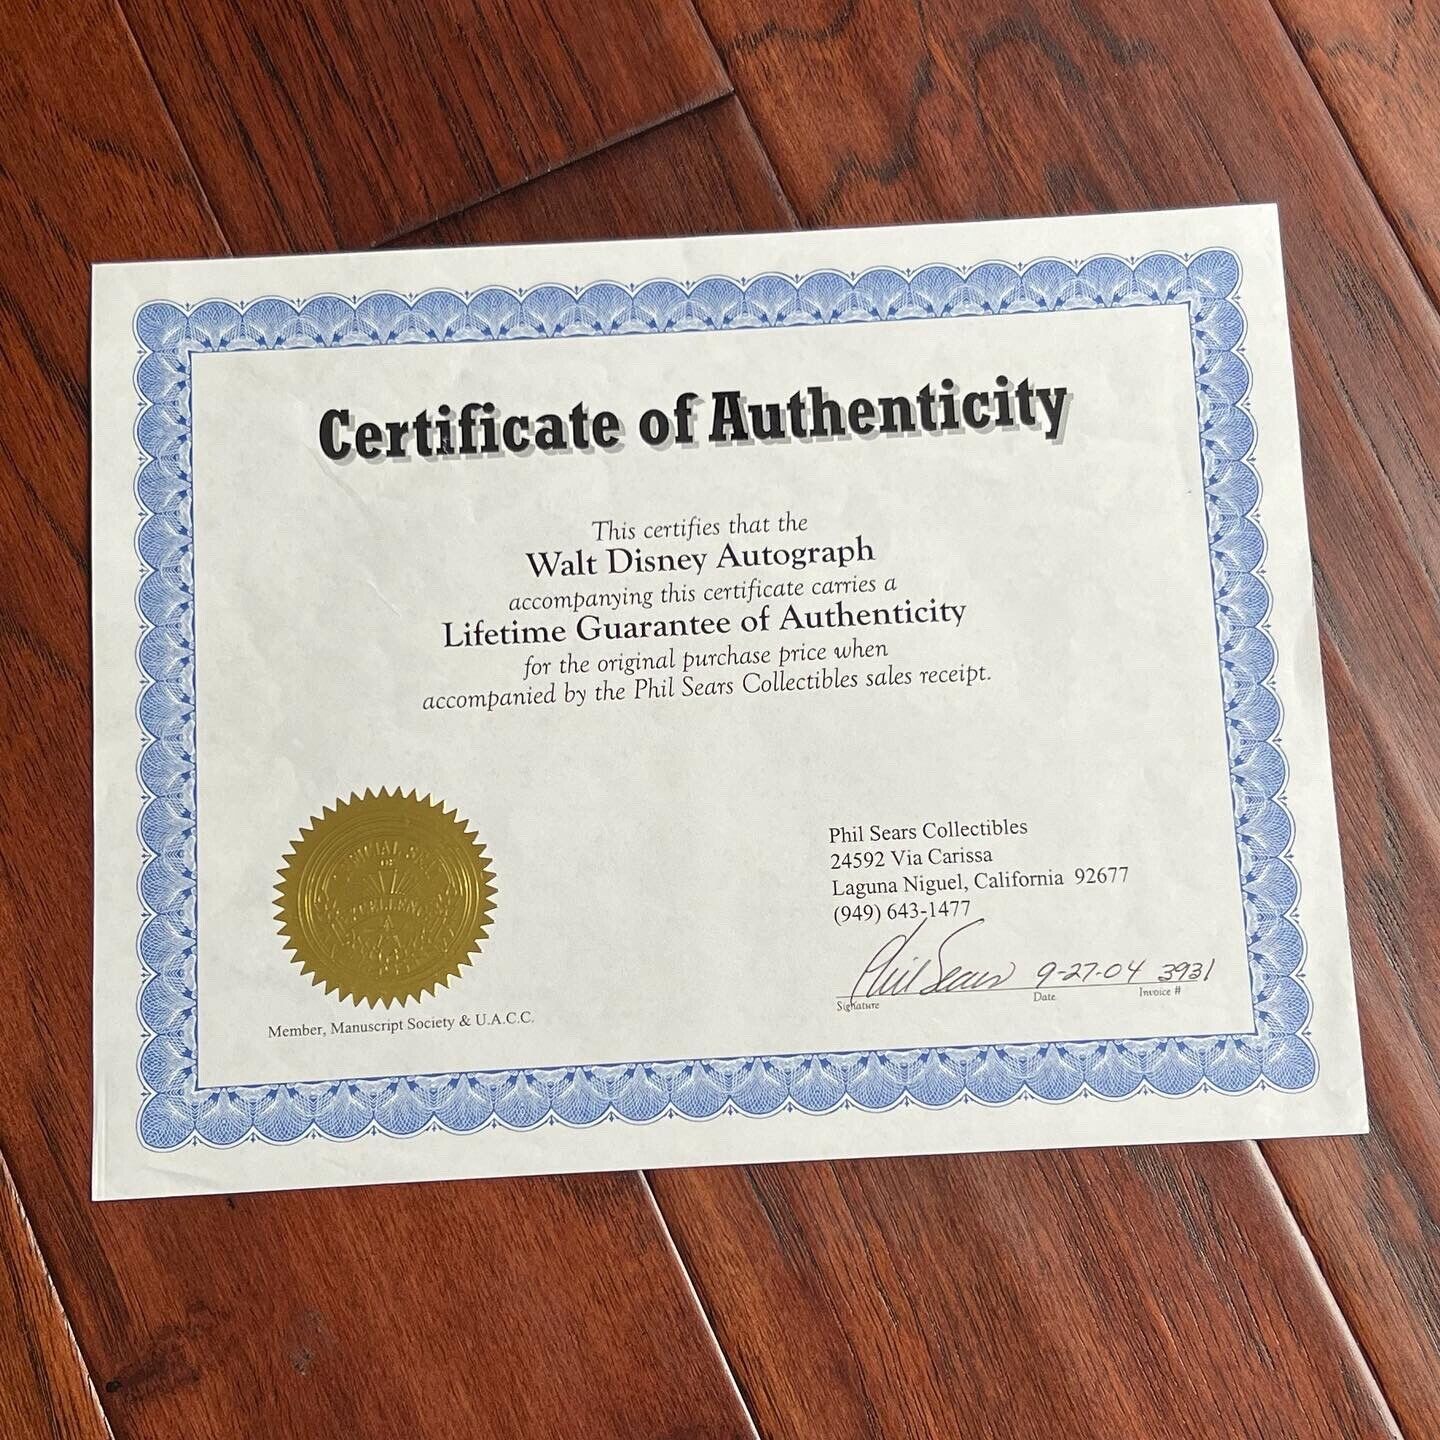 Certificate of Authenticity
This certifies that the
Walt Disney Autograph
accompanying this certificate carries a
Lifetime Guarantee of Authenticity
for the original purchase price when
accompanied by the Phil Sears Collectibles sales receipt.
OF
Member, Manuscript Society & U.A.C.C.
Phil Sears Collectibles
24592 Via Carissa
Laguna Niguel, California 92677
(949) 643-1477
Phil Sears 9-27-04 3931
Signature Date Invoice #